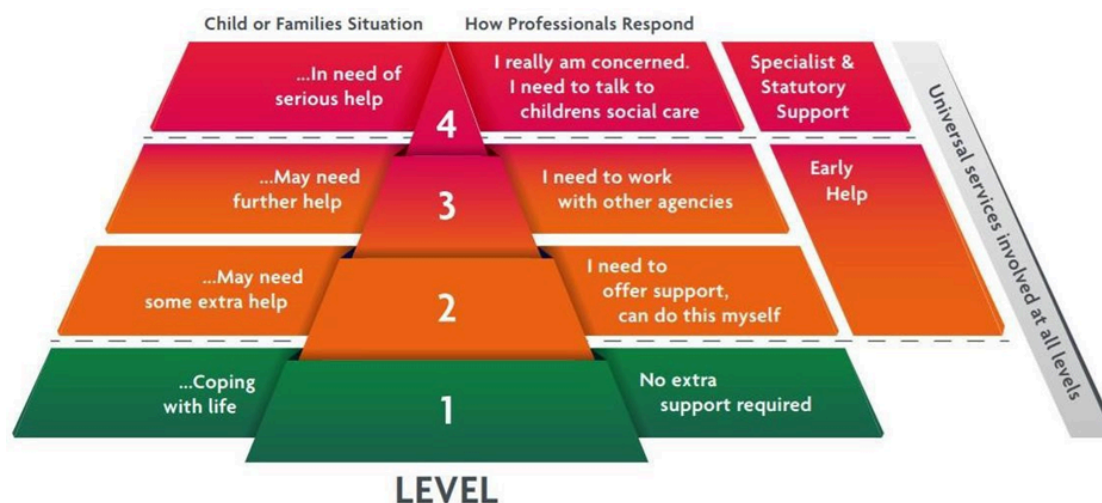 Child or Families Situation
How Professionals Respond
...In need of
serious help
4
I really am concerned.
I need to talk to
childrens social care
Specialist &
Statutory
Support
...May need
further help
3
I need to work
with other agencies
Early
Help
...May need
some extra help
2
I need to
offer support,
can do this myself
...Coping
with life
1
No extra
support required
Universal services involved at all levels
LEVEL